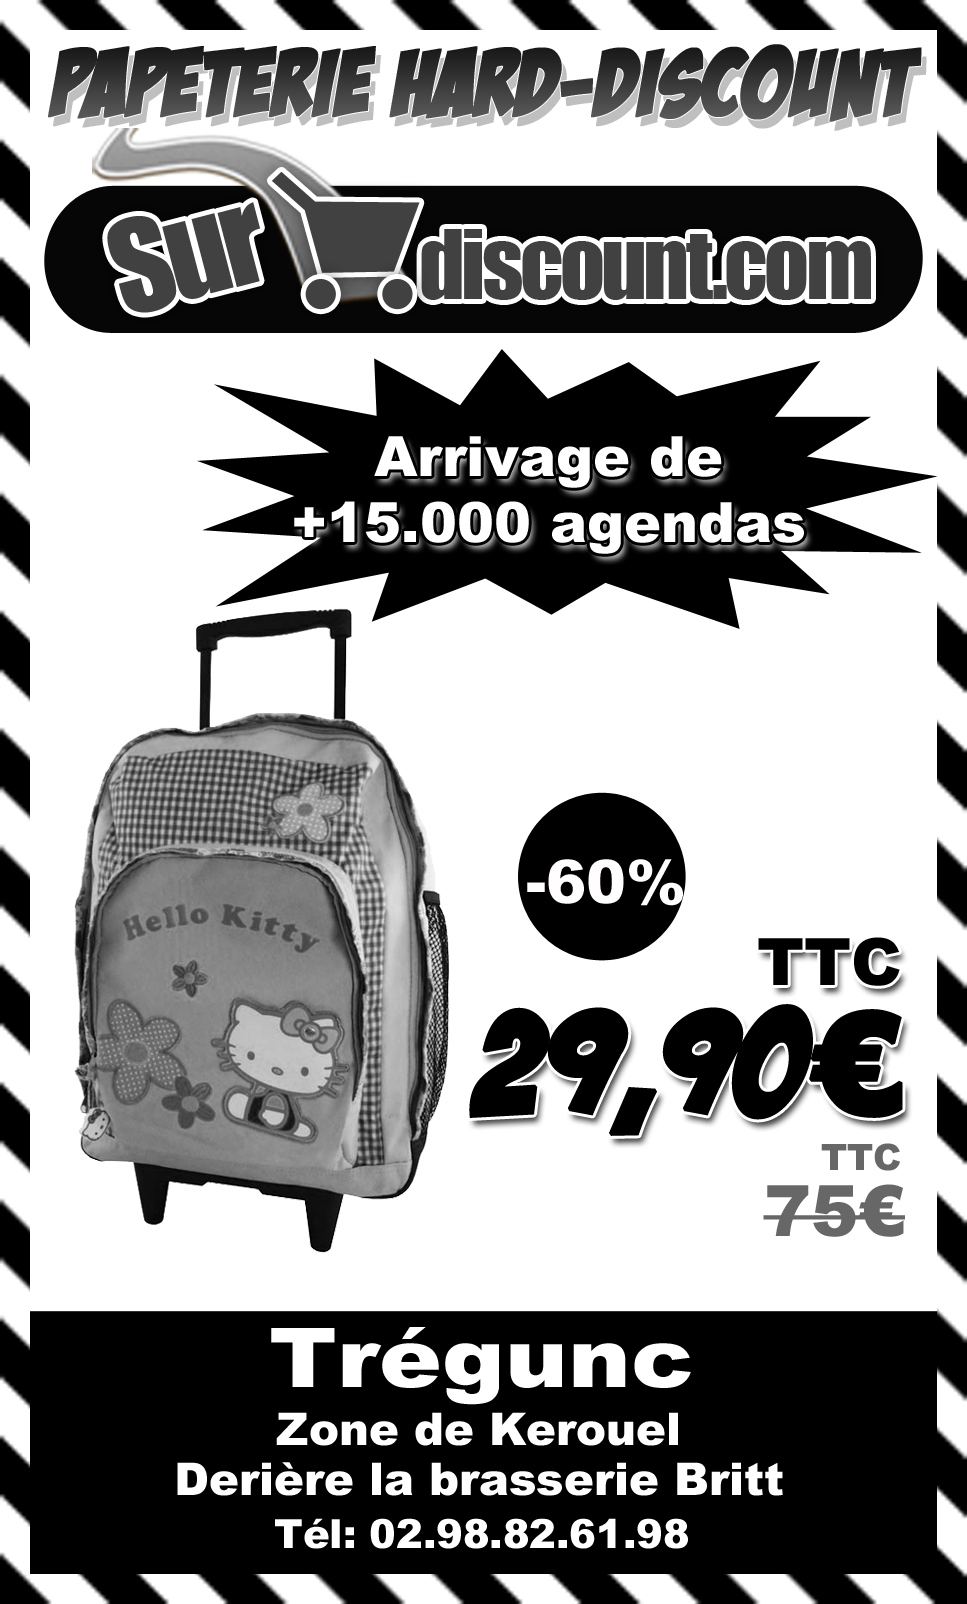 PAPETERIE HARD-DISCOUNT
Sur discount.com
Arrivage de
+15.000 agendas
Hello Kitty
-60%
TTC
29,90€
TTC
75€
Trégunc
Zone de Kerouel
Derière la brasserie Britt
Tél: 02.98.82.61.98